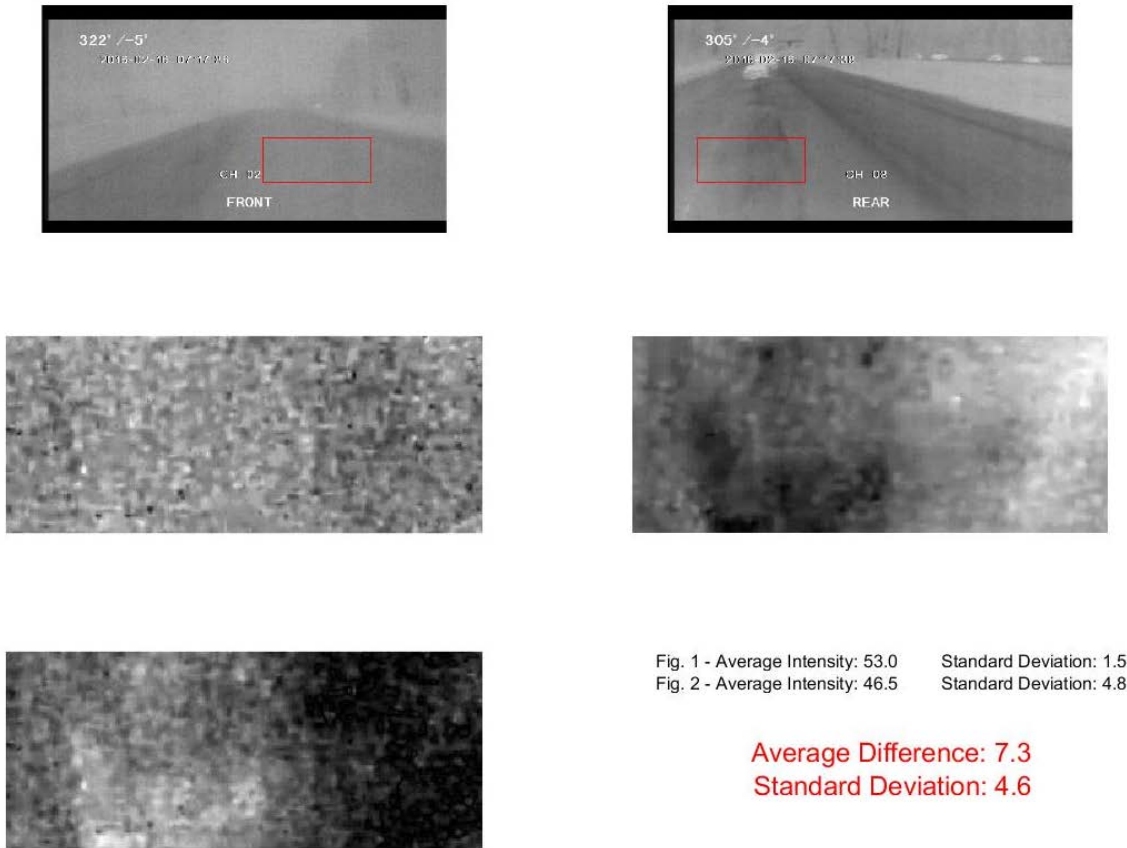 322° /-5°
CH 02
FRONT
305° /-4°
CH 08
REAR
Fig. 1 - Average Intensity: 53.0 Standard Deviation: 1.5
Fig. 2 - Average Intensity: 46.5 Standard Deviation: 4.8
Average Difference: 7.3
Standard Deviation: 4.6